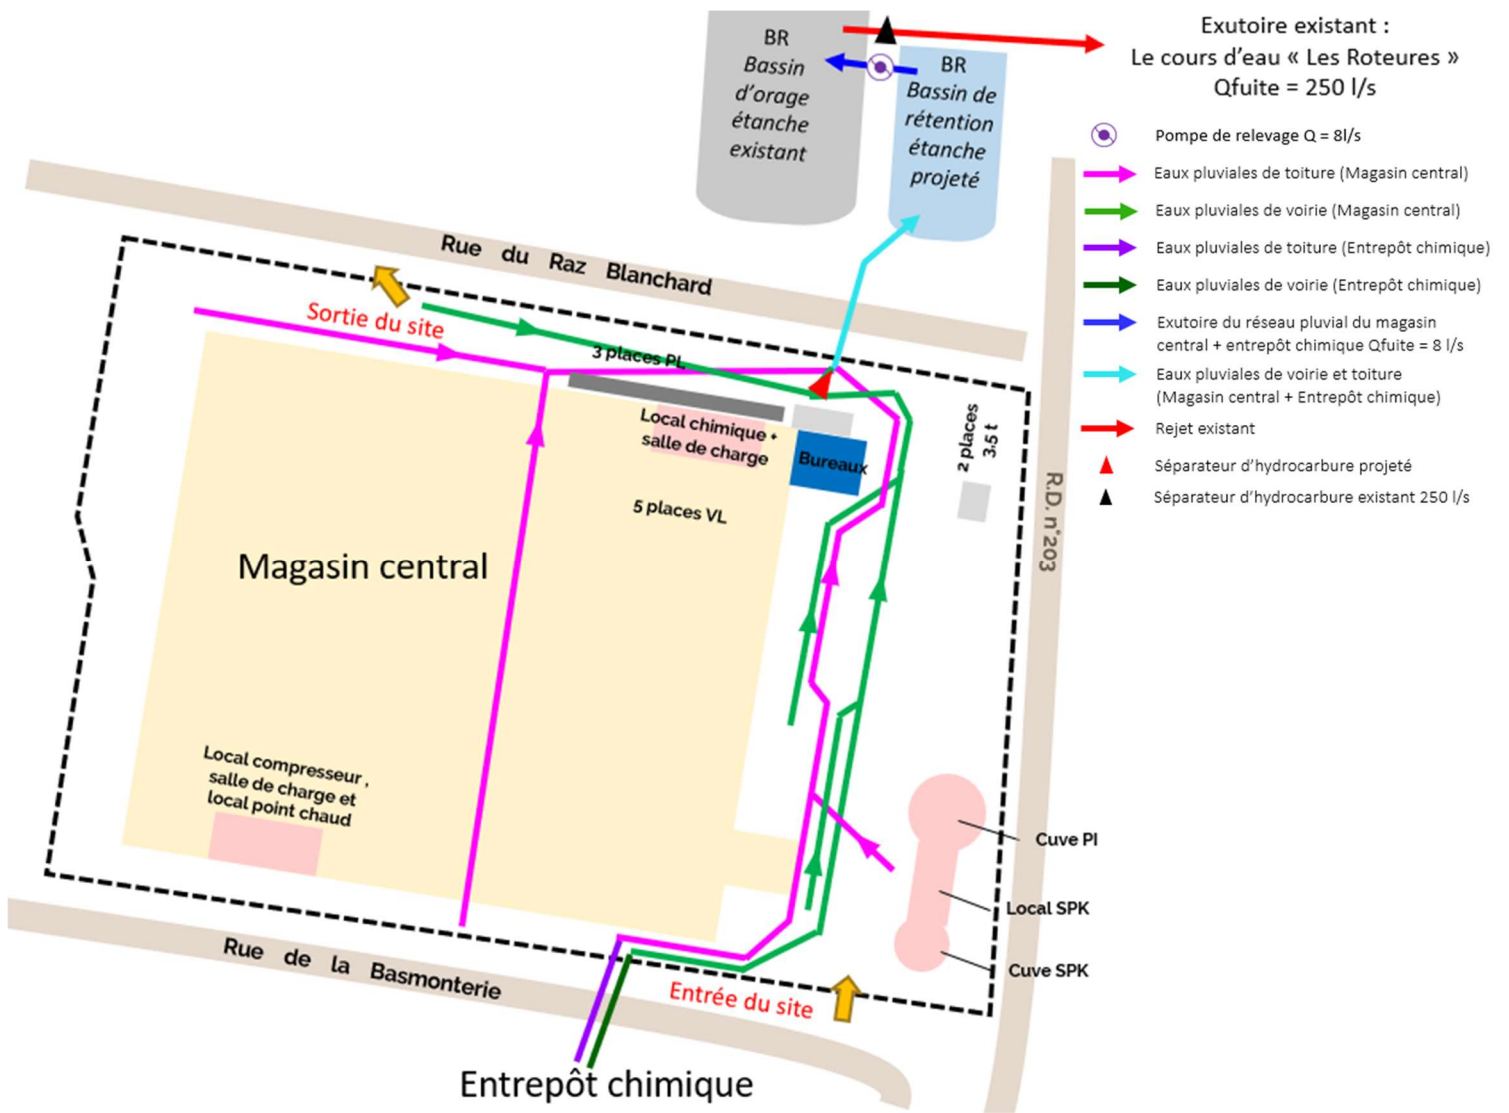 BR
Bassin
d'orage
étanche
existant
BR
Bassin de
rétention
étanche
projeté
Exutoire existant :
Le cours d'eau « Les Roteures »
Qfuite = 250 l/s
Pompe de relevage Q = 8l/s
Eaux pluviales de toiture (Magasin central)
Eaux pluviales de voirie (Magasin central)
Eaux pluviales de toiture (Entrepôt chimique)
Eaux pluviales de voirie (Entrepôt chimique)
Exutoire du réseau pluvial du magasin
central + entrepôt chimique Qfuite = 8 l/s
Eaux pluviales de voirie et toiture
(Magasin central + Entrepôt chimique)
Rejet existant
Séparateur d'hydrocarbure projeté
Séparateur d'hydrocarbure existant 250 l/s
Rue du Raz Blanchard
Sortie du site
3 places PL
Local chimique +
salle de charge
Bureaux
2 places
3.5 t
R.D. n°203
5 places VL
Magasin central
Local compresseur ,
salle de charge et
local point chaud
Cuve PI
Local SPK
Cuve SPK
Rue de la Basmonterie
Entrée du site
Entrepôt chimique